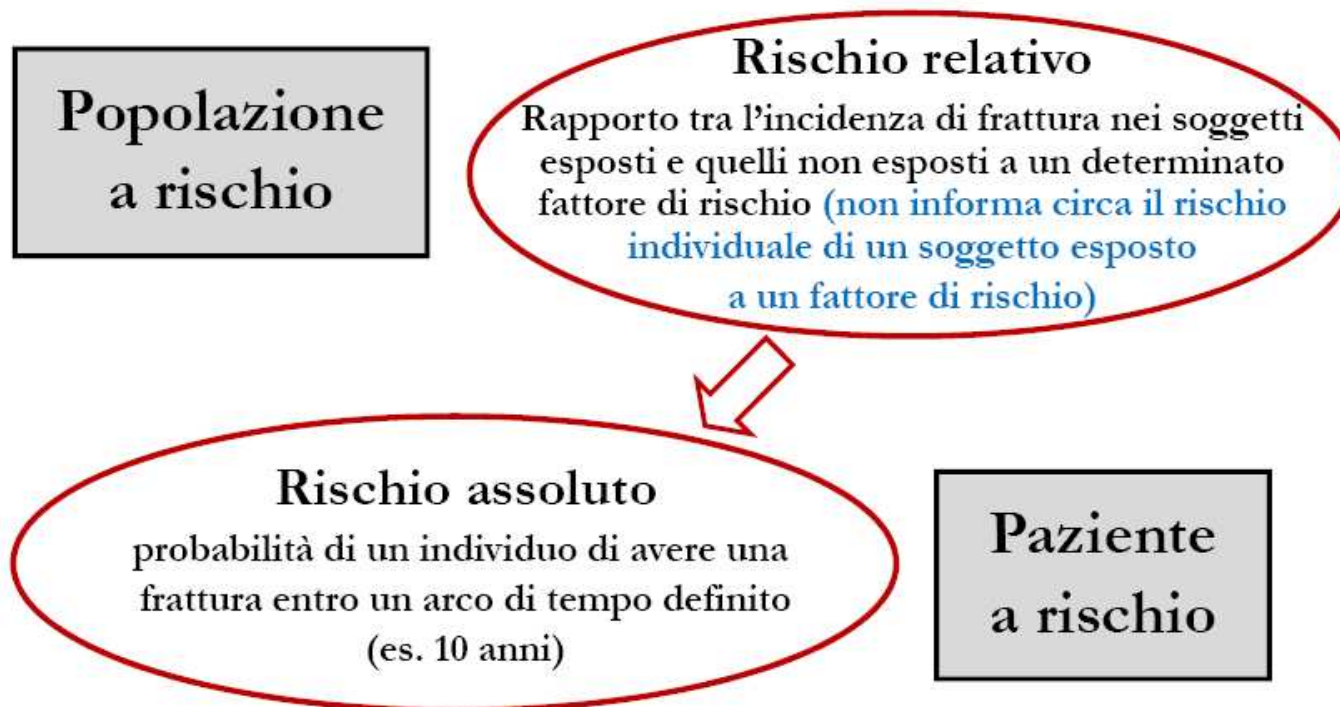 Popolazione
a rischio
Rischio relativo
Rapporto tra l'incidenza di frattura nei soggetti
esposti e quelli non esposti a un determinato
fattore di rischio (non informa circa il rischio
individuale di un soggetto esposto
a un fattore di rischio)
Rischio assoluto
probabilità di un individuo di avere una
frattura entro un arco di tempo definito
(es. 10 anni)
Paziente
a rischio